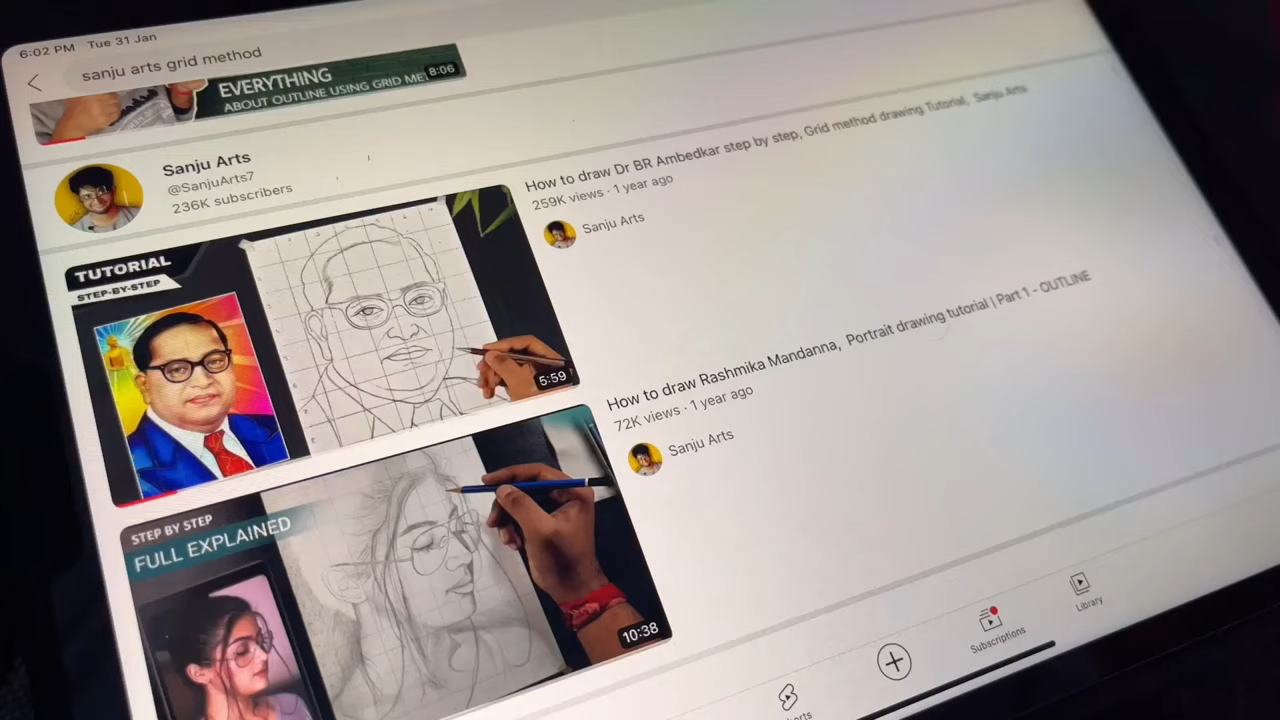 6:02 PM Tue 31 Jan
sanju arts grid method
EVERYTHING
ABOUT OUTLINE USING GRID ME
8:06
Sanju Arts
@SanjuArts7
236K subscribers
TUTORIAL
STEP-BY-STEP
5:59
How to draw Dr BR Ambedkar step by step, Grid method drawing Tutorial, Sanju Arts
259K views · 1 year ago
Sanju Arts
STEP BY STEP
FULL EXPLAINED
10:38
How to draw Rashmika Mandanna, Portrait drawing tutorial | Part 1 - OUTLINE
72K views · 1 year ago
Sanju Arts
Subscriptions
Library